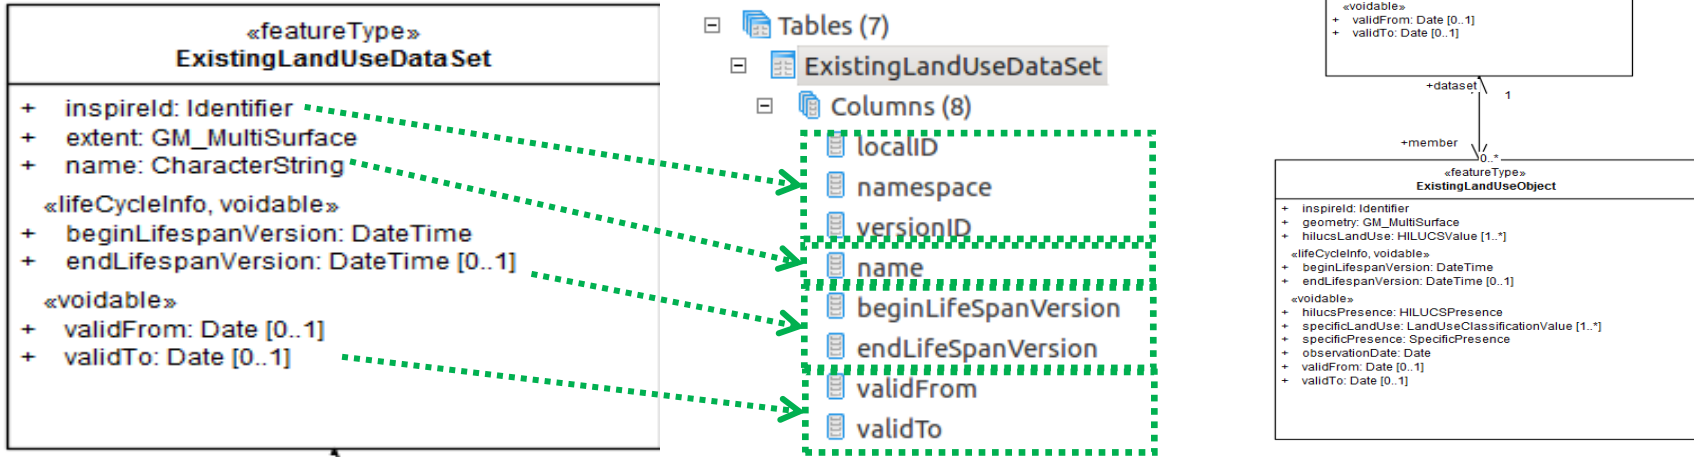 «featureType»
ExistingLandUseDataSet
+ inspireId: Identifier
+ extent: GM_MultiSurface
+ name: CharacterString
«lifeCycleInfo, voidable»
+ beginLifespanVersion: DateTime
+ endLifespanVersion: DateTime [0..1]
«voidable»
+ validFrom: Date [0..1]
+ validTo: Date [0..1]
Tables (7)
ExistingLandUseDataSet
Columns (8)
localID
namespace
versionID
name
beginLifeSpanVersion
endLifeSpanVersion
validFrom
validTo
«voidable»
+ validFrom: Date [0..1]
+ validTo: Date [0..1]
+dataset
1
+member
0..*
«featureType»
ExistingLandUseObject
+ inspireId: Identifier
+ geometry: GM_MultiSurface
+ hilucsLandUse: HILUCSValue [1..*]
«lifeCycleInfo, voidable»
+ beginLifespanVersion: DateTime
+ endLifespanVersion: DateTime [0..1]
«voidable»
+ hilucsPresence: HILUCSPresence
+ specificLandUse: LandUseClassificationValue [1..*]
+ specificPresence: SpecificPresence
+ observationDate: Date
+ validFrom: Date [0..1]
+ validTo: Date [0..1]